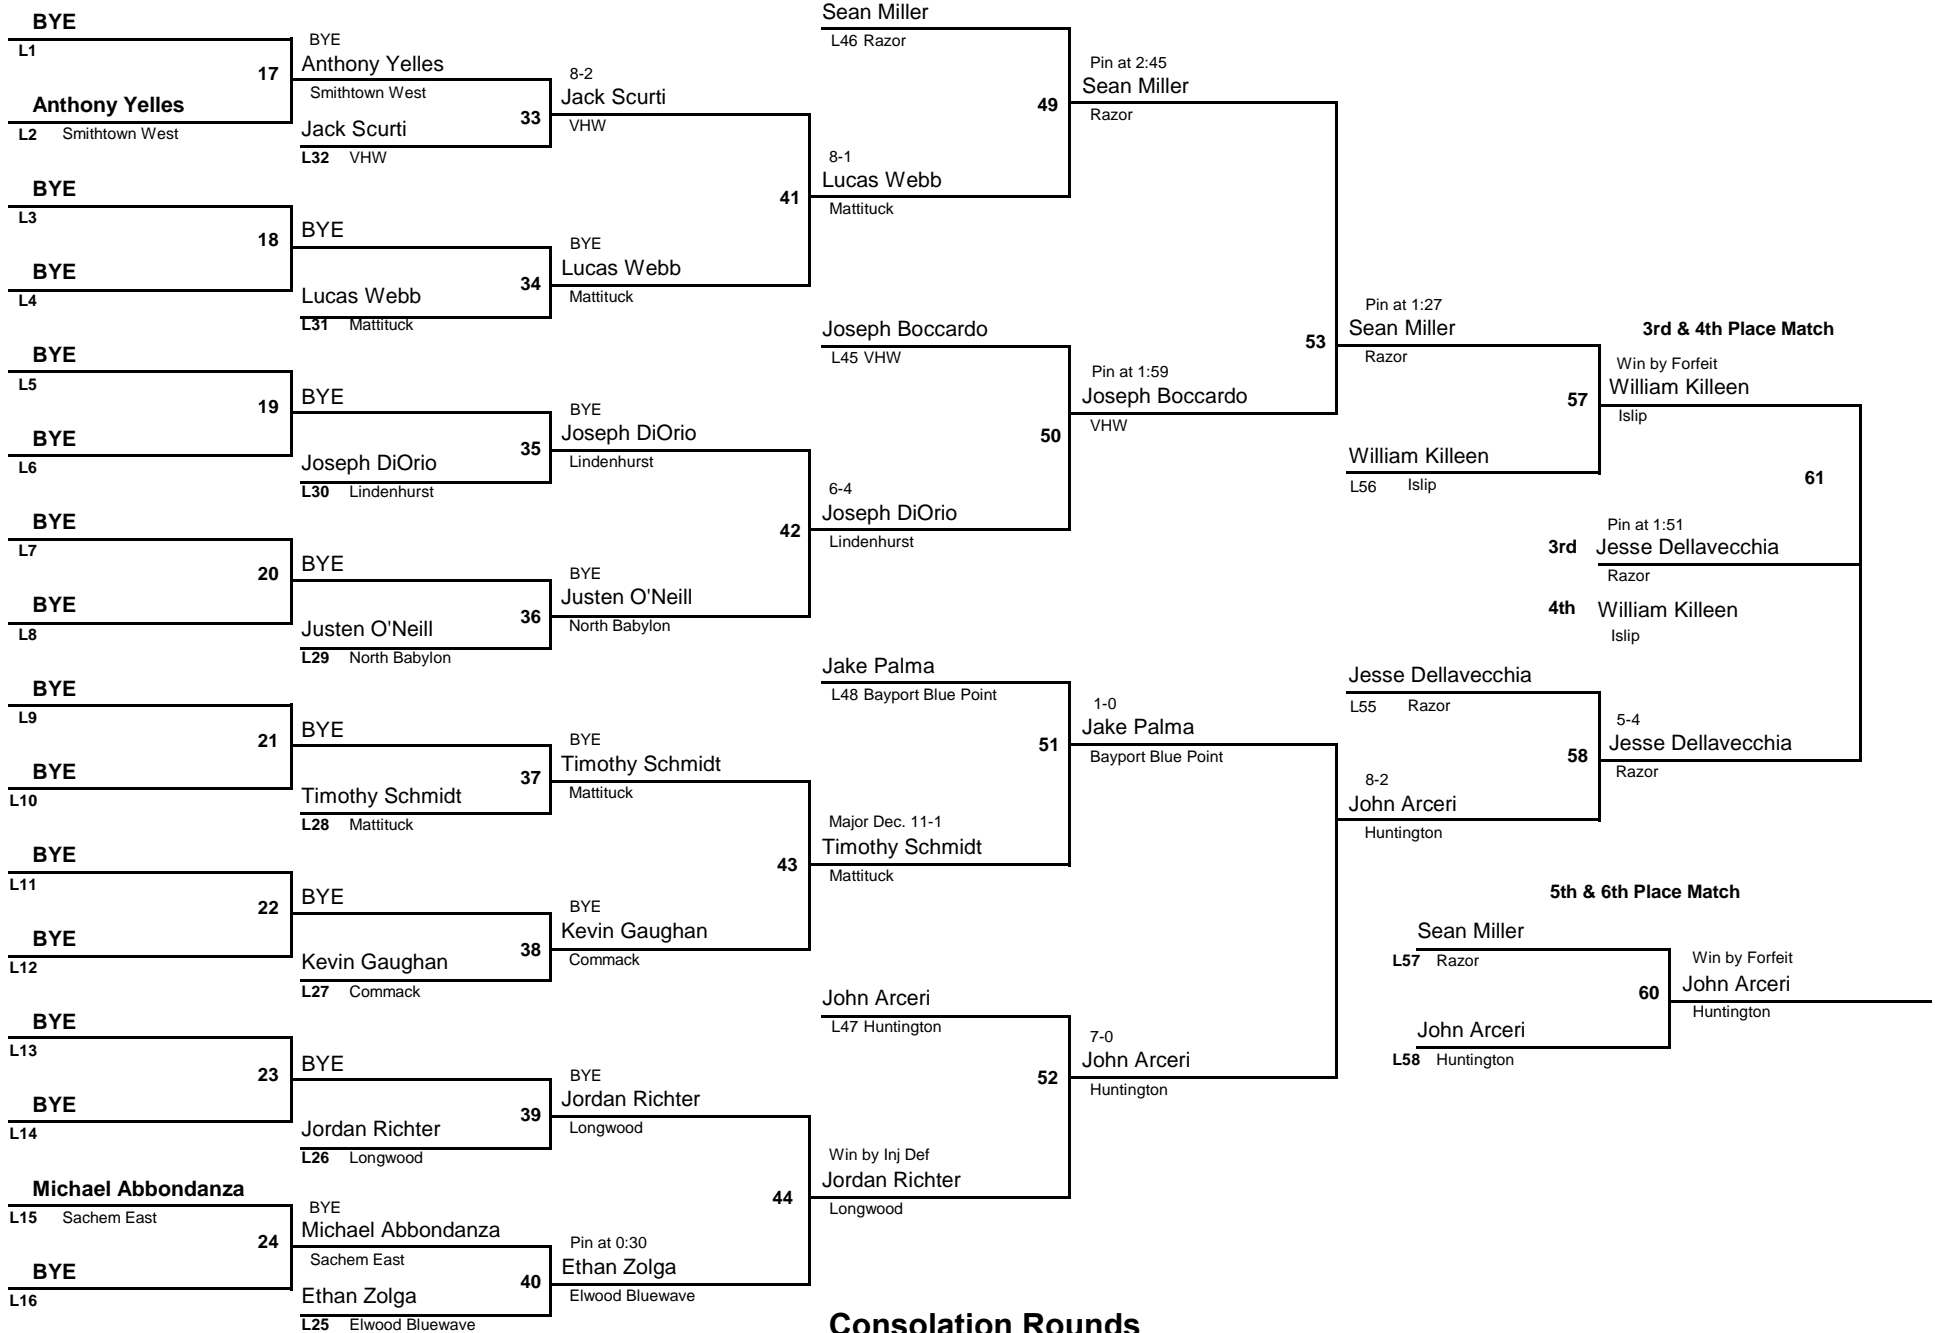 BYE
L1
17
Anthony Yelles
L2 Smithtown West
BYE
L3
18
BYE
L4
BYE
L5
19
BYE
L6
BYE
L7
20
BYE
L8
BYE
L9
21
BYE
L10
BYE
L11
22
BYE
L12
BYE
L13
23
BYE
L14
Michael Abbondanza
L15 Sachem East
24
BYE
L16
BYE
Anthony Yelles
Smithtown West
33
Jack Scurti
L32 VHW
BYE
34
Lucas Webb
L31 Mattituck
BYE
35
Joseph DiOrio
L30 Lindenhurst
BYE
36
Justen O'Neill
L29 North Babylon
BYE
37
Timothy Schmidt
L28 Mattituck
BYE
38
Kevin Gaughan
L27 Commack
BYE
39
Jordan Richter
L26 Longwood
BYE
Michael Abbondanza
Sachem East
40
Ethan Zolga
L25 Elwood Bluewave
8-2
Jack Scurti
VHW
41
BYE
Lucas Webb
Mattituck
BYE
Joseph DiOrio
Lindenhurst
42
BYE
Justen O'Neill
North Babylon
BYE
Timothy Schmidt
Mattituck
43
BYE
Kevin Gaughan
Commack
BYE
Jordan Richter
Longwood
44
Pin at 0:30
Ethan Zolga
Elwood Bluewave
Sean Miller
L46 Razor
49
8-1
Lucas Webb
Mattituck
Joseph Boccardo
L45 VHW
50
6-4
Joseph DiOrio
Lindenhurst
Jake Palma
L48 Bayport Blue Point
51
Major Dec. 11-1
Timothy Schmidt
Mattituck
John Arceri
L47 Huntington
52
Win by Inj Def
Jordan Richter
Longwood
Pin at 2:45
Sean Miller
Razor
53
Pin at 1:59
Joseph Boccardo
VHW
1-0
Jake Palma
Bayport Blue Point
7-0
John Arceri
Huntington
Pin at 1:27
Sean Miller
Razor
57
William Killeen
L56 Islip
Jesse Dellavecchia
L55 Razor
58
8-2
John Arceri
Huntington
3rd & 4th Place Match
Win by Forfeit
William Killeen
Islip
61
Pin at 1:51
3rd Jesse Dellavecchia
Razor
4th William Killeen
Islip
5-4
Jesse Dellavecchia
Razor
5th & 6th Place Match
Sean Miller
L57 Razor
60
John Arceri
L58 Huntington
Win by Forfeit
John Arceri
Huntington
Consolation Rounds